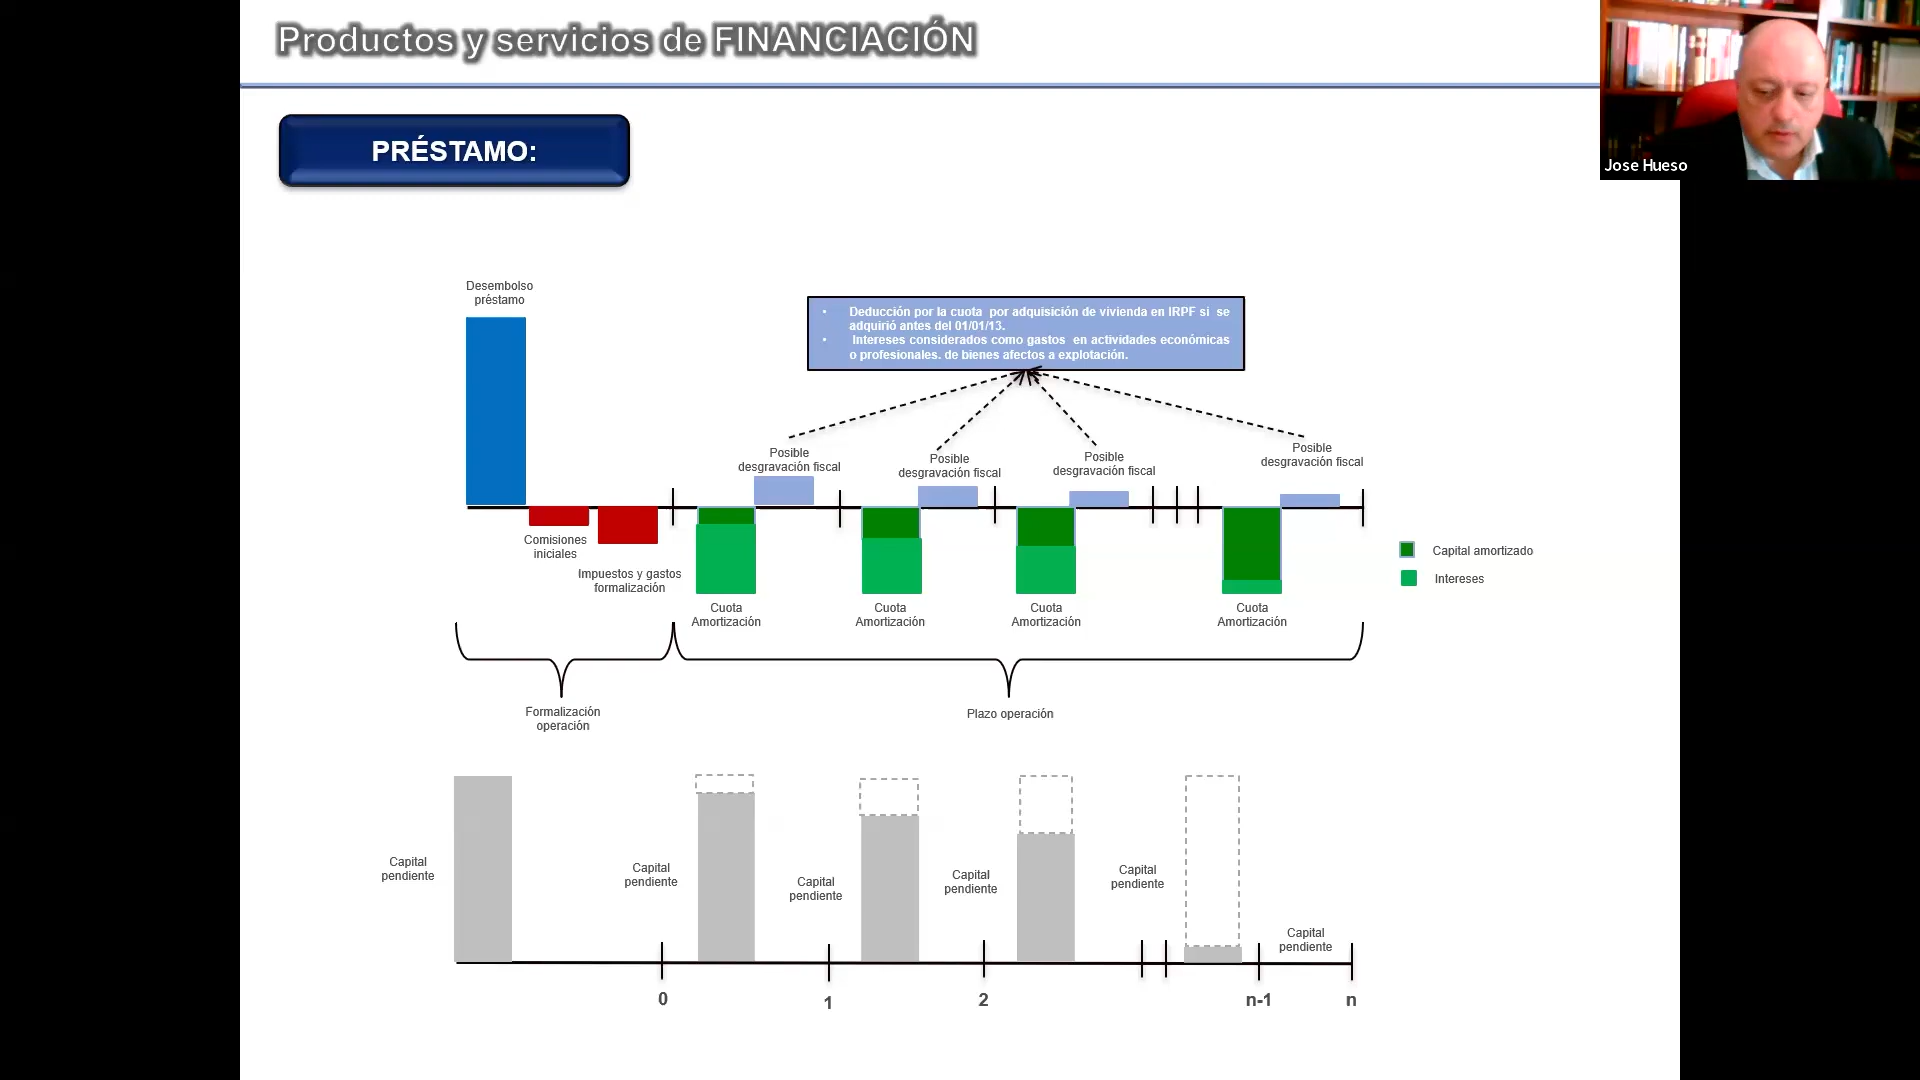 Productos y servicios de FINANCIACIÓN
Jose Hueso
PRÉSTAMO:
Desembolso
préstamo
• Deducción por la cuota por adquisición de vivienda en IRPF si se
adquirió antes del 01/01/13.
• Intereses considerados como gastos en actividades económicas
o profesionales. de bienes afectos a explotación.
Posible
desgravación fiscal
Posible
desgravación fiscal
Posible
desgravación fiscal
Posible
desgravación fiscal
Comisiones
iniciales
Impuestos y gastos
formalización
Cuota
Amortización
Cuota
Amortización
Cuota
Amortización
Cuota
Amortización
Capital amortizado
Intereses
Formalización
operación
Plazo operación
Capital
pendiente
Capital
pendiente
Capital
pendiente
Capital
pendiente
Capital
pendiente
Capital
pendiente
0
1
2
n-1
n